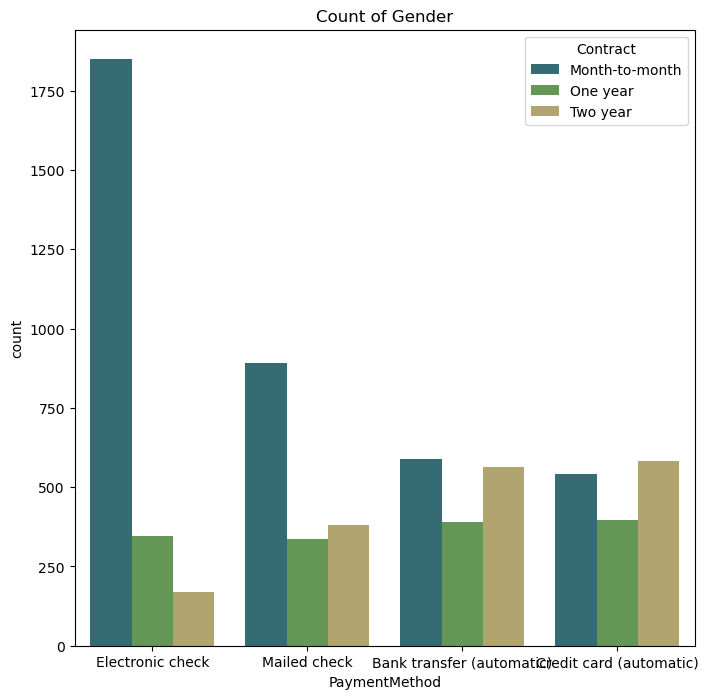 Count of Gender
Contract
Month-to-month
One year
Two year
1750
1500
1250
1000
750
500
250
0
count
Electronic check
Mailed check
Bank transfer (automatic)
Credit card (automatic)
PaymentMethod